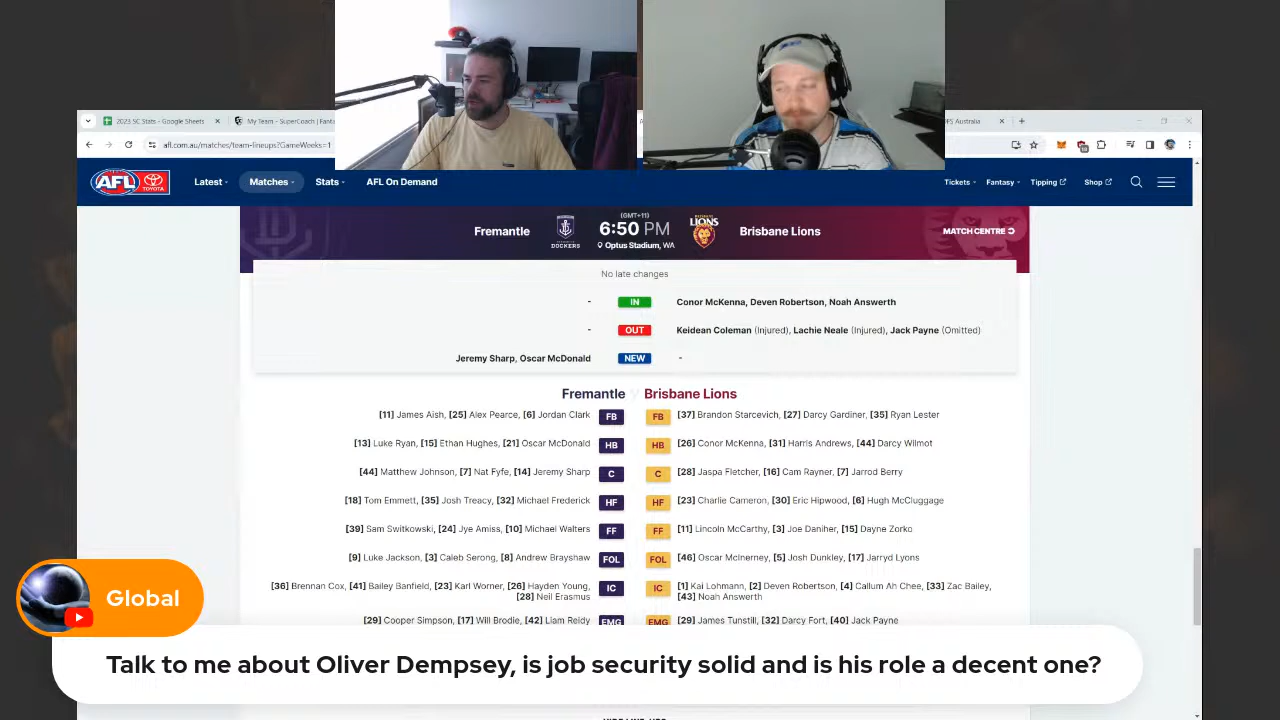 2023 SC Stats - Google Sheets
My Team - SuperCoach | Fanta
PS Australia
afl.com.au/matches/team-lineups?GameWeeks=1
AFL
TOYOTA
Latest
Matches
Stats
AFL On Demand
Tickets
Fantasy
Tipping
Shop
Fremantle
DOCKERS
(GMT+11)
6:50 PM
Optus Stadium, WA
LIONS
Brisbane Lions
MATCH CENTRE
No late changes
- IN Conor McKenna, Deven Robertson, Noah Answerth
- OUT Keidean Coleman (Injured), Lachie Neale (Injured), Jack Payne (Omitted)
Jeremy Sharp, Oscar McDonald NEW -
Fremantle V Brisbane Lions
[11] James Aish, [25] Alex Pearce, [6] Jordan Clark FB FB [37] Brandon Starcevich, [27] Darcy Gardiner, [35] Ryan Lester
[13] Luke Ryan, [15] Ethan Hughes, [21] Oscar McDonald HB HB [26] Conor McKenna, [31] Harris Andrews, [44] Darcy Wilmot
[44] Matthew Johnson, [7] Nat Fyfe, [14] Jeremy Sharp C C [28] Jaspa Fletcher, [16] Cam Rayner, [7] Jarrod Berry
[18] Tom Emmett, [35] Josh Treacy, [32] Michael Frederick HF HF [23] Charlie Cameron, [30] Eric Hipwood, [6] Hugh McCluggage
[39] Sam Switkowski, [24] Jye Amiss, [10] Michael Walters FF FF [11] Lincoln McCarthy, [3] Joe Daniher, [15] Dayne Zorko
[9] Luke Jackson, [3] Caleb Serong, [8] Andrew Brayshaw FOL FOL [46] Oscar McInerney, [5] Josh Dunkley, [17] Jarryd Lyons
[36] Brennan Cox, [41] Bailey Banfield, [23] Karl Worner, [26] Hayden Young, IC IC [1] Kai Lohmann, [2] Deven Robertson, [4] Callum Ah Chee, [33] Zac Bailey,
[28] Neil Erasmus [43] Noah Answerth
[29] Cooper Simpson, [17] Will Brodie, [42] Liam Reidy EMG EMG [29] James Tunstill, [32] Darcy Fort, [40] Jack Payne
Global
Talk to me about Oliver Dempsey, is job security solid and is his role a decent one?